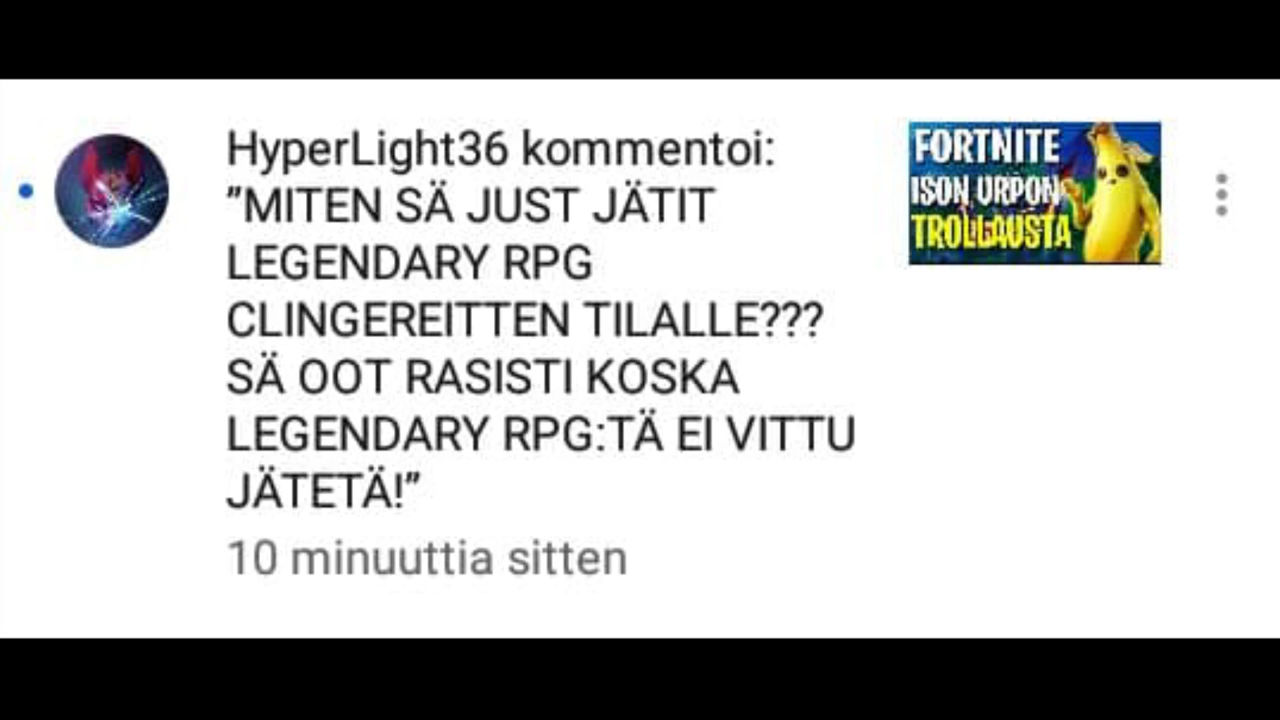 HyperLight36 kommentoi:
”MITEN SÄ JUST JÄTIT
LEGENDARY RPG
CLINGEREITTEN TILALLE???
SÄ OOT RASISTI KOSKA
LEGENDARY RPG:TÄ EI VITTU
JÄTETÄ!”
10 minuuttia sitten
FORTNITE
ISON URPON
TROLLAUSTA